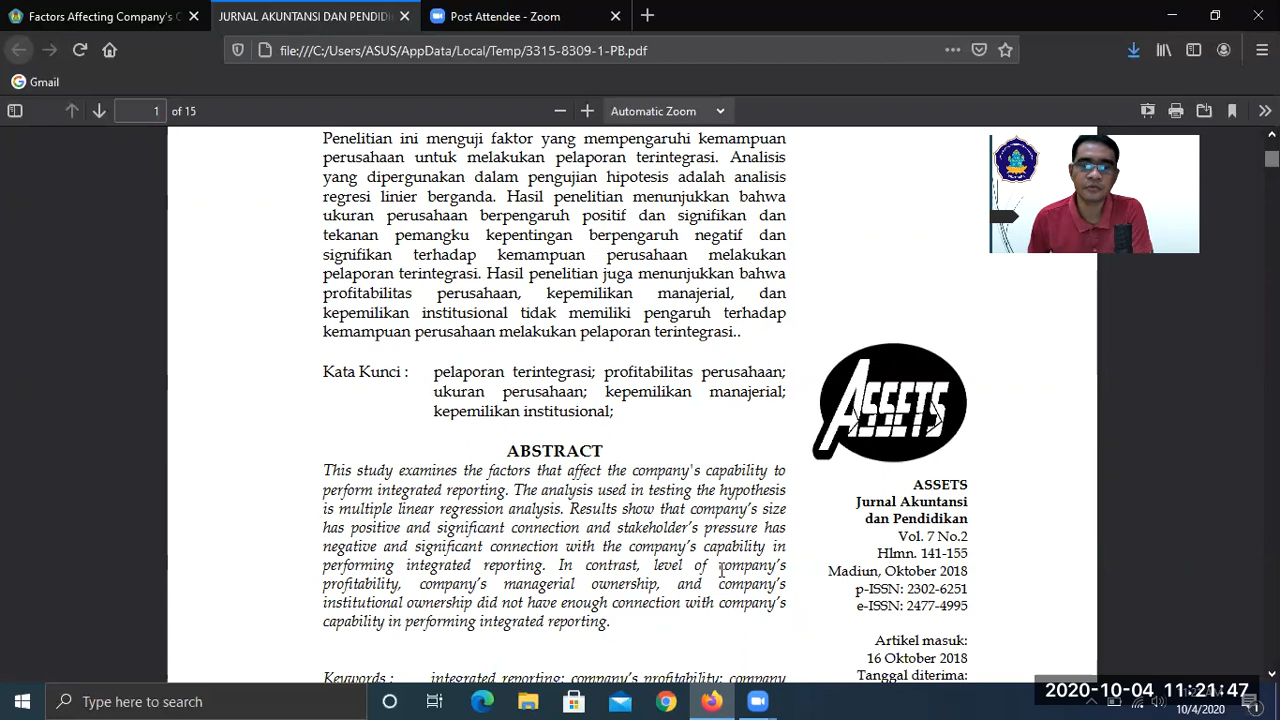 Factors Affecting Company's C
JURNAL AKUNTANSI DAN PENDIDI
Post Attendee - Zoom
file:///C:/Users/ASUS/AppData/Local/Temp/3315-8309-1-PB.pdf
Gmail
1 of 15
Automatic Zoom
Penelitian ini menguji faktor yang mempengaruhi kemampuan
perusahaan untuk melakukan pelaporan terintegrasi. Analisis
yang dipergunakan dalam pengujian hipotesis adalah analisis
regresi linier berganda. Hasil penelitian menunjukkan bahwa
ukuran perusahaan berpengaruh positif dan signifikan dan
tekanan pemangku kepentingan berpengaruh negatif dan
signifikan terhadap kemampuan perusahaan melakukan
pelaporan terintegrasi. Hasil penelitian juga menunjukkan bahwa
profitabilitas perusahaan, kepemilikan manajerial, dan
kepemilikan institusional tidak memiliki pengaruh terhadap
kemampuan perusahaan melakukan pelaporan terintegrasi..
Kata Kunci : pelaporan terintegrasi; profitabilitas perusahaan;
ukuran perusahaan; kepemilikan manajerial;
kepemilikan institusional;
ABSTRACT
This study examines the factors that affect the company's capability to
perform integrated reporting. The analysis used in testing the hypothesis
is multiple linear regression analysis. Results show that company's size
has positive and significant connection and stakeholder's pressure has
negative and significant connection with the company's capability in
performing integrated reporting. In contrast, level of company's
profitability, company's managerial ownership, and company's
institutional ownership did not have enough connection with company's
capability in performing integrated reporting.
Keywords : integrated reporting; company's profitability; company
ASSETS
ASSETS
Jurnal Akuntansi
dan Pendidikan
Vol. 7 No.2
Hlmn. 141-155
Madiun, Oktober 2018
p-ISSN: 2302-6251
e-ISSN: 2477-4995
Artikel masuk:
16 Oktober 2018
Tanggal diterima:
Type here to search
2020-10-04 11:21:47
10/4/2020